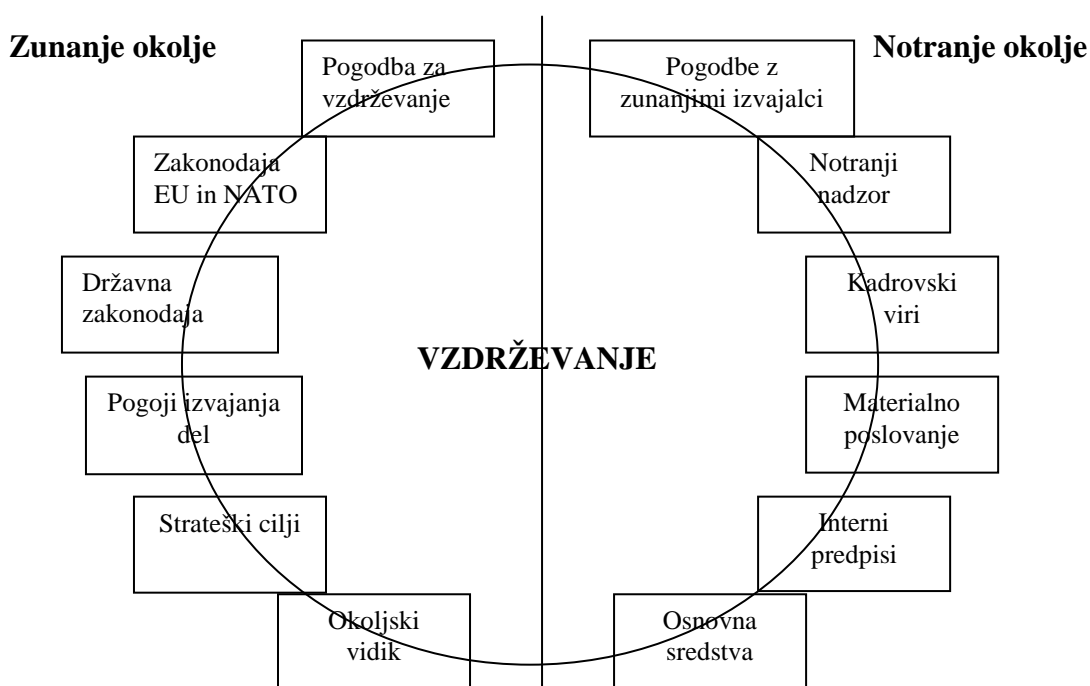 Zunanje okolje
Notranje okolje
Pogodba za
vzdrževanje
Pogodbe z
zunanjimi izvajalci
Zakonodaja
EU in NATO
Notranji
nadzor
Državna
zakonodaja
Kadrovski
viri
VZDRŽEVANJE
Pogoji izvajanja
del
Materialno
poslovanje
Strateški cilji
Interni
predpisi
Okoljski
vidik
Osnovna
sredstva